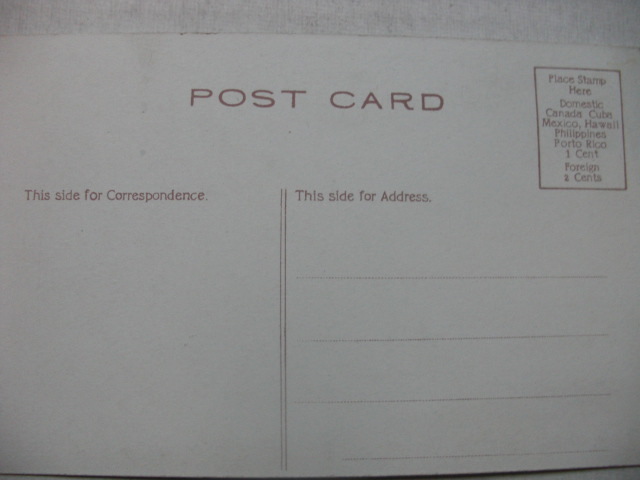 POST CARD
Place Stamp
Here
Domestic
Canada Cuba
Mexico, Hawaii
Philippines
Porto Rico
1 Cent
Foreign
2 Cents
This side for Correspondence.
This side for Address.